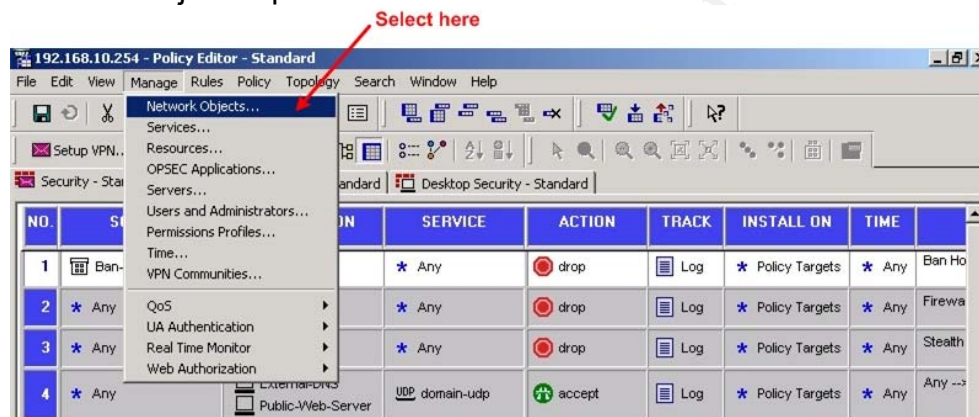 Select here
192.168.10.254 - Policy Editor - Standard
File Edit View Manage Rules Policy Topology Search Window Help
Network Objects...
Services...
Resources...
OPSEC Applications...
Servers...
Users and Administrators...
Permissions Profiles...
Time...
VPN Communities...
QoS
UA Authentication
Real Time Monitor
Web Authorization
Setup VPN..
Desktop Security - Standard
NO. SERVICE ACTION TRACK INSTALL ON TIME
1 Ban- Any drop Log Policy Targets Any Ban Ho
2 Any Any drop Log Policy Targets Any Firewa
3 Any Any drop Log Policy Targets Any Stealth
4 Any External-DNS
Public-Web-Server
UDP domain-udp accept Log Policy Targets Any Any -->